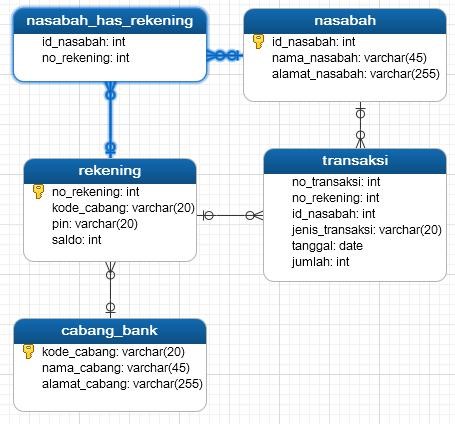 nasabah_has_rekening
id_nasabah: int
no_rekening: int
nasabah
id_nasabah: int
nama_nasabah: varchar(45)
alamat_nasabah: varchar(255)
rekening
no_rekening: int
kode_cabang: varchar(20)
pin: varchar(20)
saldo: int
transaksi
no_transaksi: int
no_rekening: int
id_nasabah: int
jenis_transaksi: varchar(20)
tanggal: date
jumlah: int
cabang_bank
kode_cabang: varchar(20)
nama_cabang: varchar(45)
alamat_cabang: varchar(255)